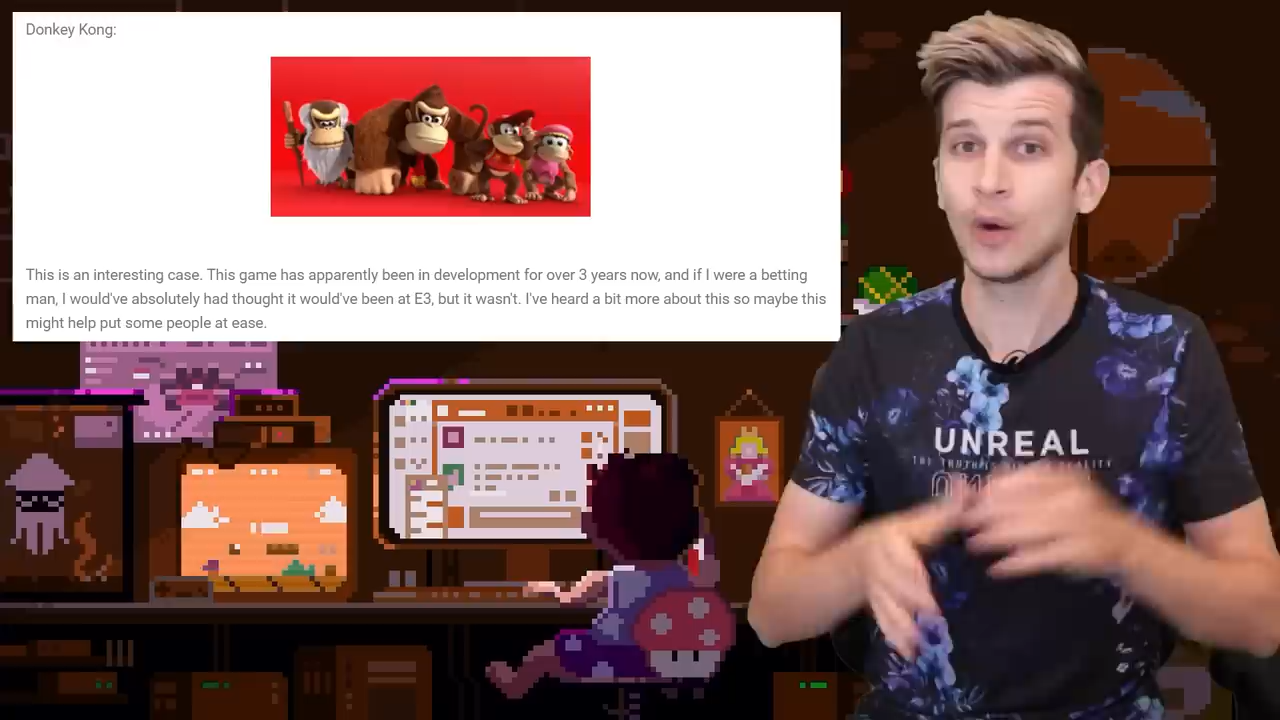 Donkey Kong:
This is an interesting case. This game has apparently been in development for over 3 years now, and if I were a betting
man, I would've absolutely had thought it would've been at E3, but it wasn't. I've heard a bit more about this so maybe this
might help put some people at ease.
UNREAL